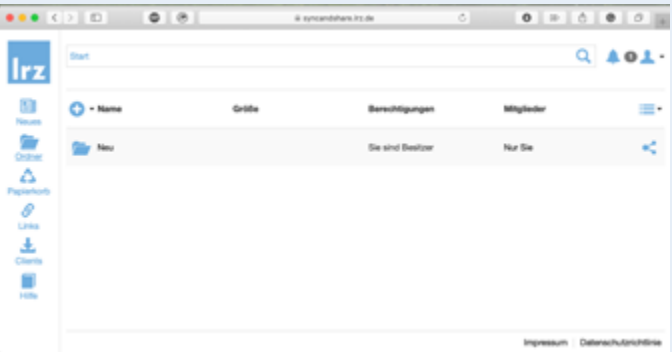 syncandshare.lrz.de
lrz
Start
Neues
Ordner
Papierkorb
Links
Clients
Hilfe
Name Größe Berechtigungen Mitglieder
Neu Sie sind Besitzer Nur Sie
Impressum Datenschutzrichtlinie